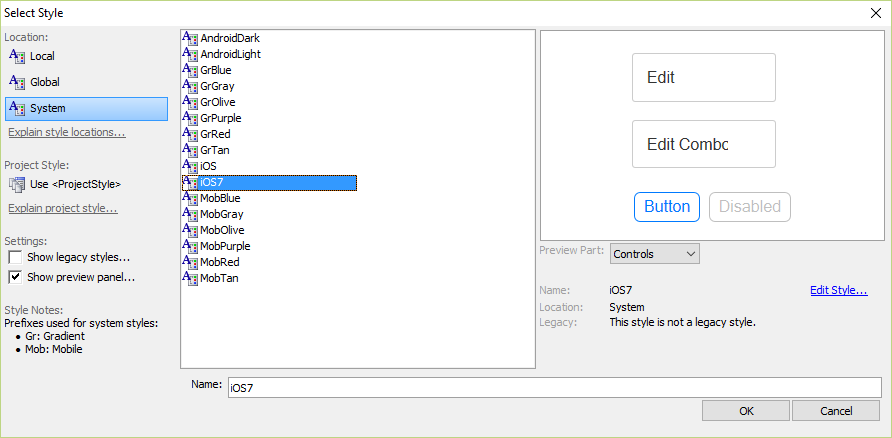 Select Style
Location:
Local
Global
System
Explain style locations...
Project Style:
Use <ProjectStyle>
Explain project style...
Settings:
Show legacy styles...
Show preview panel...
Style Notes:
Prefixes used for system styles:
• Gr: Gradient
• Mob: Mobile
AndroidDark
AndroidLight
GrBlue
GrGray
GrOlive
GrPurple
GrRed
GrTan
iOS
iOS7
MobBlue
MobGray
MobOlive
MobPurple
MobRed
MobTan
Edit
Edit Combo
Button Disabled
Preview Part: Controls
Name: iOS7 Edit Style...
Location: System
Legacy: This style is not a legacy style.
Name: iOS7
OK Cancel